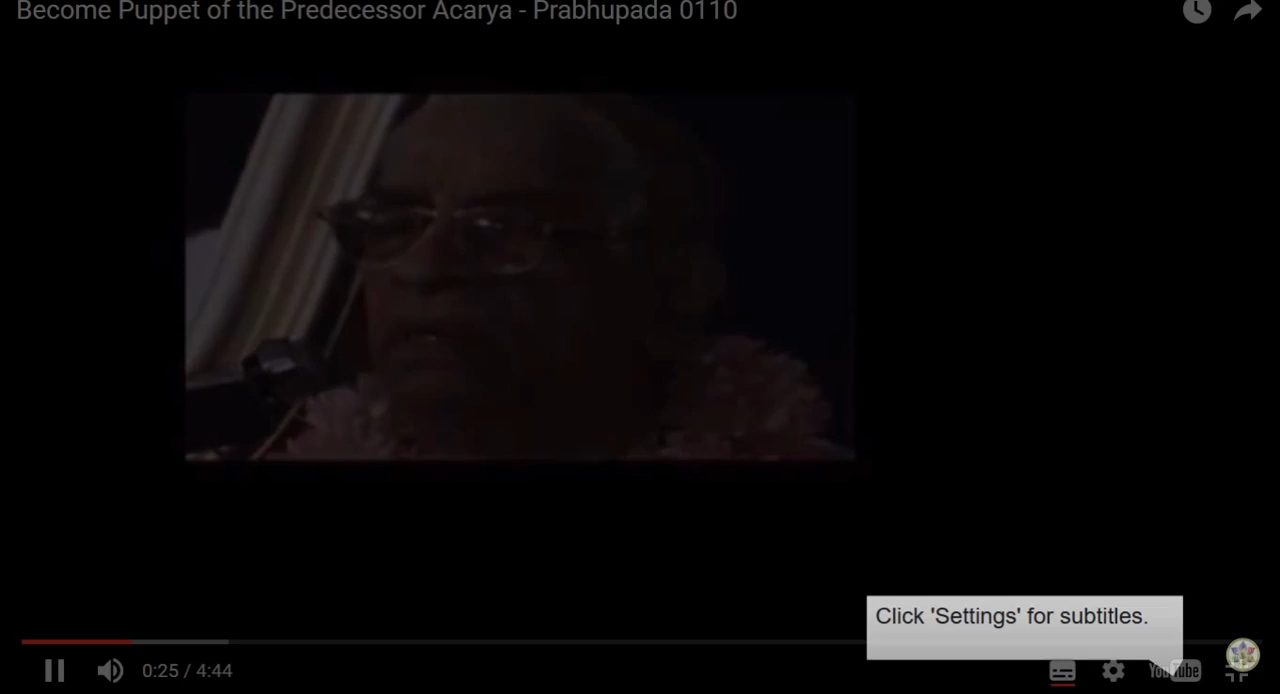 Become Puppet of the Predecessor Acarya - Prabhupada 0110
Click 'Settings' for subtitles.
0:25 / 4:44
YouTube